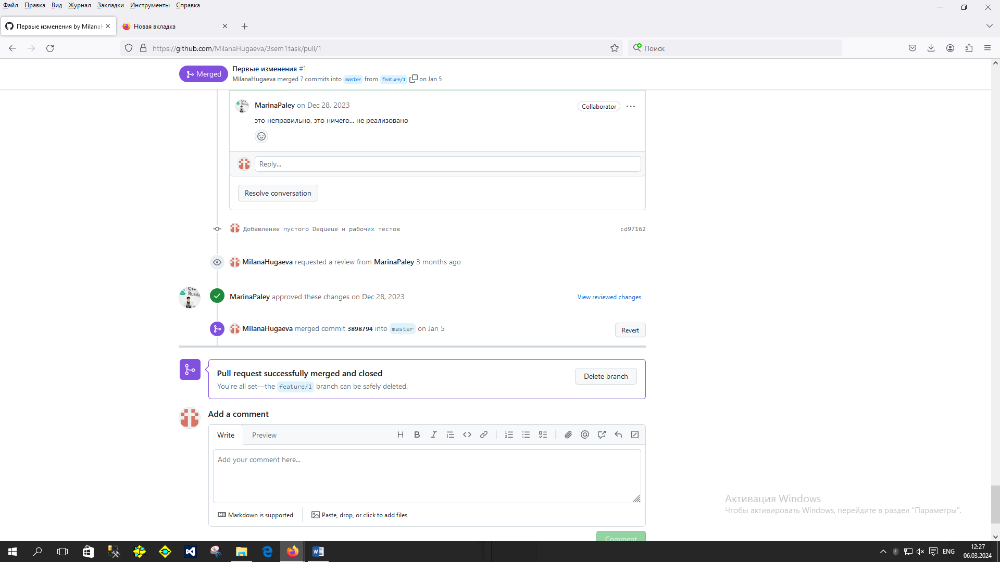 Файл Правка Вид Журнал Закладки Инструменты Справка
Первые изменения by MilanaH
Новая вкладка
https://github.com/MilanaHugaeva/3sem1task/pull/1
Поиск
Merged
Первые изменения #1
MilanaHugaeva merged 7 commits into master from feature/1 on Jan 5
MarinaPaley on Dec 28, 2023
Collaborator
это неправильно, это ничего... не реализовано
Reply...
Resolve conversation
Добавление пустого Dequeue и рабочих тестов
cd97162
MilanaHugaeva requested a review from MarinaPaley 3 months ago
C++
Russia
MarinaPaley approved these changes on Dec 28, 2023
View reviewed changes
MilanaHugaeva merged commit 3898794 into master on Jan 5
Revert
Pull request successfully merged and closed
You're all set—the feature/1 branch can be safely deleted.
Delete branch
Add a comment
Write
Preview
Add your comment here...
Markdown is supported
Paste, drop, or click to add files
Comment
Активация Windows
Чтобы активировать Windows, перейдите в раздел "Параметры".
ENG
12:27
06.03.2024